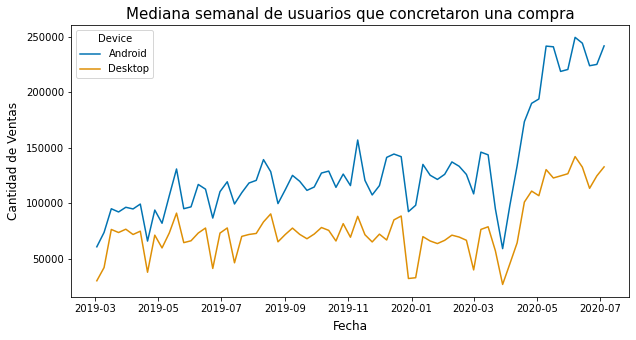 Mediana semanal de usuarios que concretaron una compra
Device
Android
Desktop
Cantidad de Ventas
250000
200000
150000
100000
50000
2019-03 2019-05 2019-07 2019-09 2019-11 2020-01 2020-03 2020-05 2020-07
Fecha